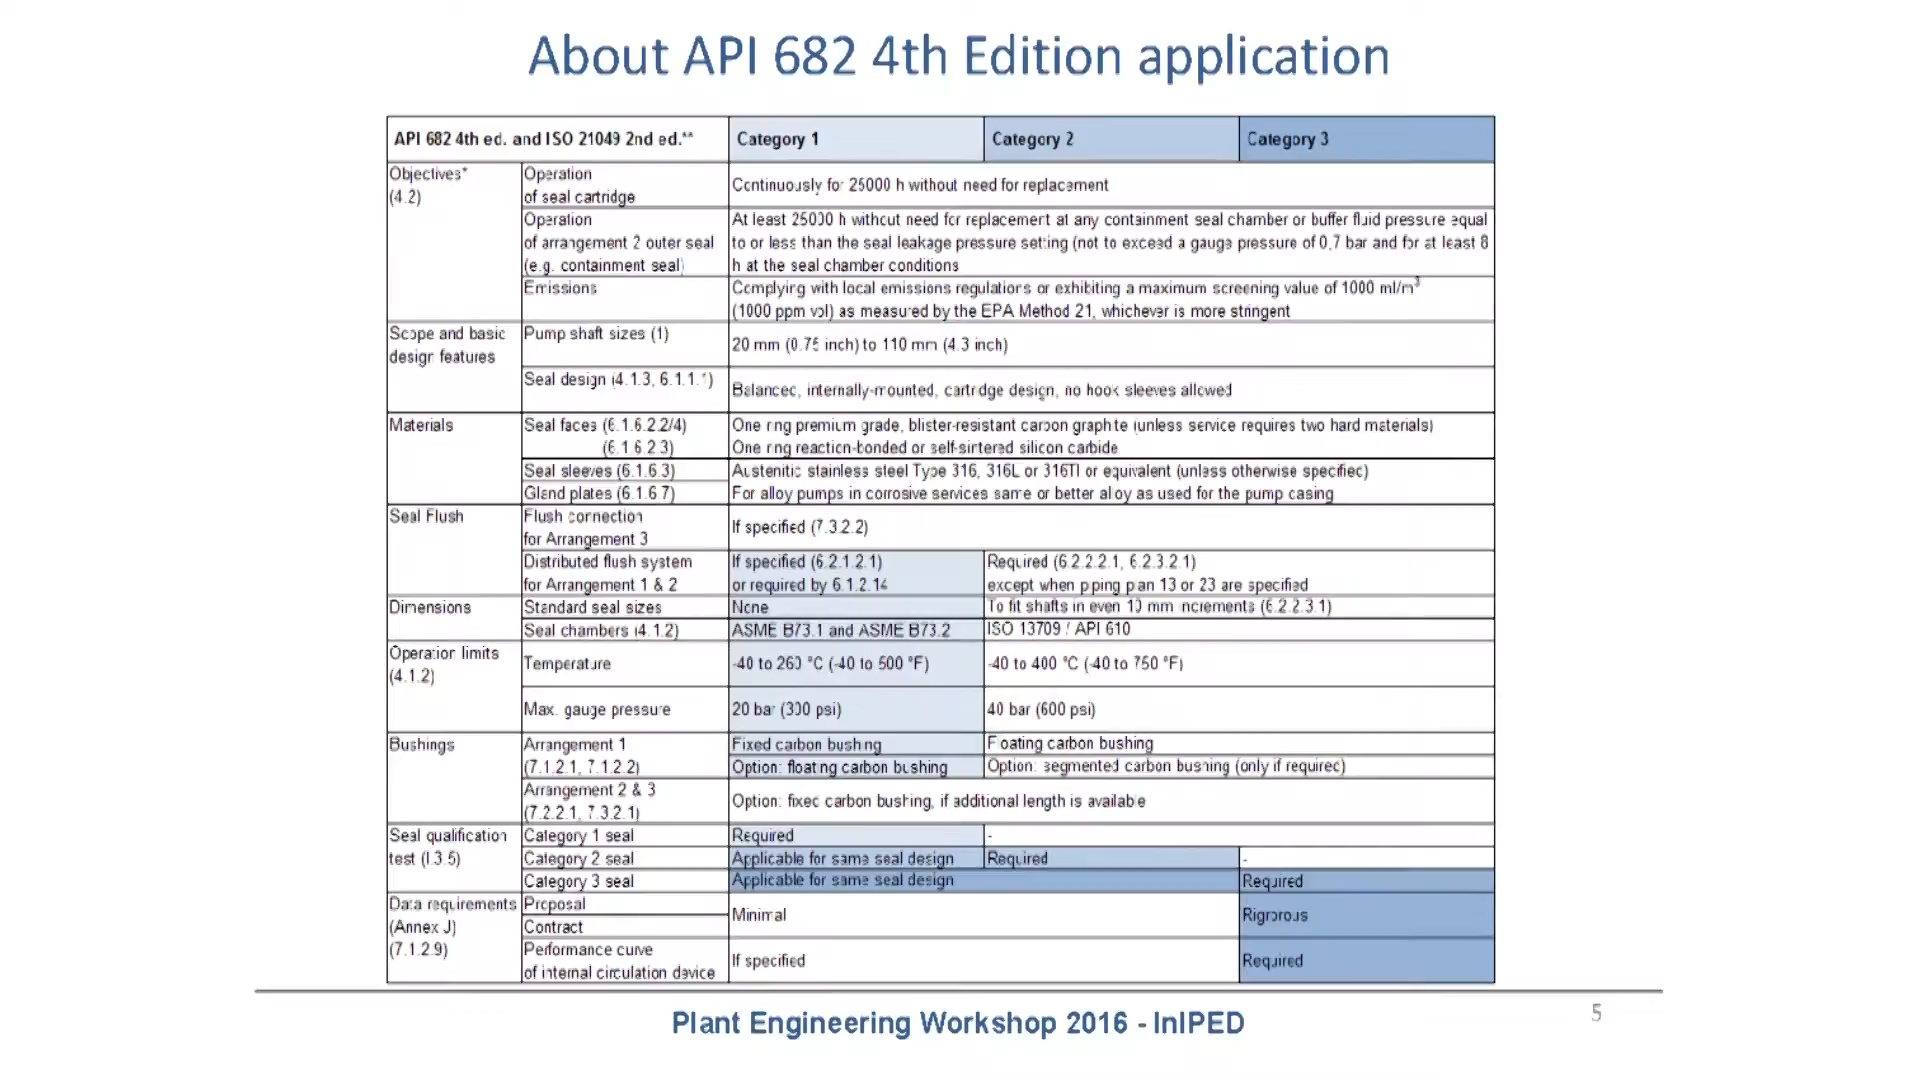 About API 682 4th Edition application
API 682 4th ed. and ISO 21049 2nd ed.** Category 1 Category 2 Category 3
Objectives*
(4.2)
Operation
of seal cartridge
Continuously for 25000 h without need for replacement
Operation
of arrangement 2 outer seal
(e.g. containment seal)
At least 25000 h without need for replacement at any containment seal chamber or buffer fluid pressure equal
to or less than the seal leakage pressure setting (not to exceed a gauge pressure of 0,7 bar and for at least 8
h at the seal chamber conditions
Emissions
Complying with local emissions regulations or exhibiting a maximum screening value of 1000 ml/m³
(1000 ppm vol) as measured by the EPA Method 21, whichever is more stringent
Scope and basic
design features
Pump shaft sizes (1)
20 mm (0.75 inch) to 110 mm (4.3 inch)
Seal design (4.1.3, 6.1.1.1)
Balanced, internally-mounted, cartridge design, no hook sleeves allowed
Materials
Seal faces (6.1.6.2.2/4)
(6.1.6.2.3)
One ring premium grade, blister-resistant carbon graphite (unless service requires two hard materials)
One ring reaction-bonded or self-sintered silicon carbide
Seal sleeves (6.1.6.3)
Gland plates (6.1.6.7)
Austenitic stainless steel Type 316, 316L or 316TI or equivalent (unless otherwise specified)
For alloy pumps in corrosive services same or better alloy as used for the pump casing
Seal Flush
Flush connection
for Arrangement 3
If specified (7.3.2.2)
Distributed flush system
for Arrangement 1 & 2
If specified (6.2.1.2.1)
or required by 6.1.2.14
Required (6.2.2.2.1, 6.2.3.2.1)
except when piping plan 13 or 23 are specified
Dimensions
Standard seal sizes
None
To fit shafts in even 10 mm increments (6.2.2.3.1)
Seal chambers (4.1.2)
ASME B73.1 and ASME B73.2
ISO 13709 / API 610
Operation limits
(4.1.2)
Temperature
-40 to 260 °C (-40 to 500 °F)
-40 to 400 °C (-40 to 750 °F)
Max. gauge pressure
20 bar (300 psi)
40 bar (600 psi)
Bushings
Arrangement 1
(7.1.2.1, 7.1.2.2)
Fixed carbon bushing
Option: floating carbon bushing
Floating carbon bushing
Option: segmented carbon bushing (only if required)
Arrangement 2 & 3
(7.2.2.1, 7.3.2.1)
Option: fixed carbon bushing, if additional length is available
Seal qualification
test (I.3.5)
Category 1 seal
Required
-
Category 2 seal
Applicable for same seal design
Required
-
Category 3 seal
Applicable for same seal design
Required
Data requirements
(Annex J)
(7.1.2.9)
Proposal
Contract
Minimal
Rigorous
Performance curve
of internal circulation device
If specified
Required
Plant Engineering Workshop 2016 - InIPED
5